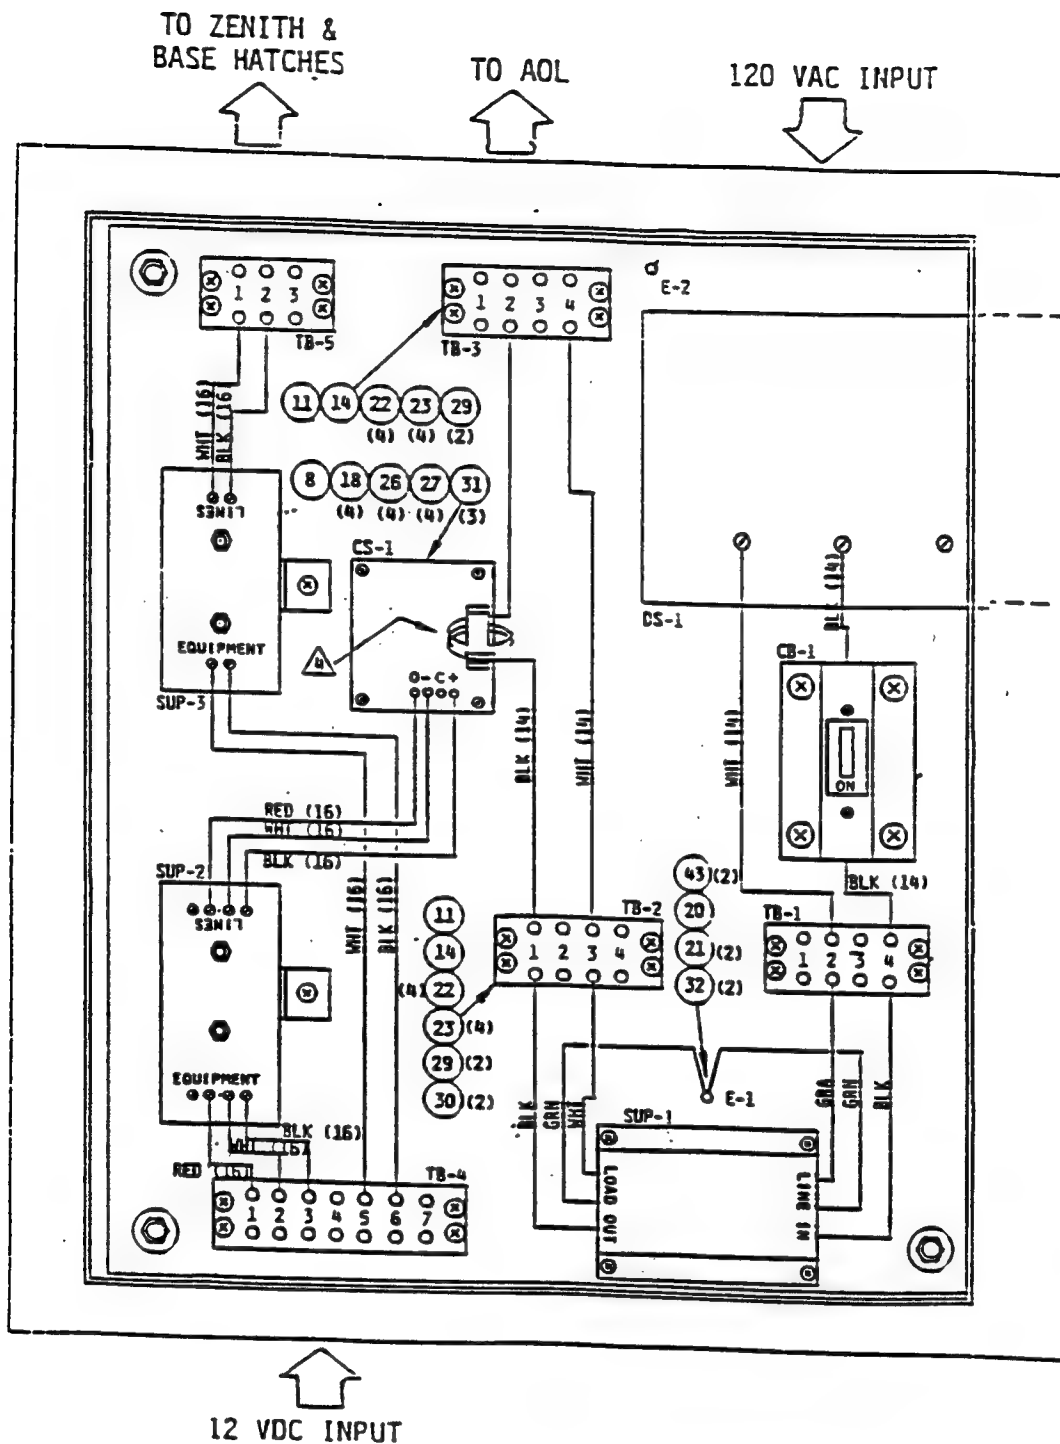 TO ZENITH &
BASE HATCHES
TO AOL
120 VAC INPUT
1 2 3
TB-5
1 2 3 4
TB-3
E-2
11 14 22 23 29
(4) (4) (2)
WHT (16)
BLK (16)
8 18 26 27 31
(4) (4) (4) (3)
LINES
CS-1
EQUIPMENT
SUP-3
4
O - C +
DS-1
BLK (14)
CB-1
ON
BLK (14)
WHT (14)
WHT (14)
BLK (14)
RED (16)
WHT (16)
BLK (16)
SUP-2
LINES
WHT (16)
BLK (16)
11
14
(4) 22
23 (4)
29 (2)
30 (2)
43 (2)
20
21 (2)
32 (2)
TB-2
1 2 3 4
TB-1
1 2 3 4
EQUIPMENT
BLK
GRN
WHT
E-1
GRA
GRN
BLK
SUP-1
LOAD OUT
LINE IN
BLK (16)
WHT (16)
RED (16)
TB-4
1 2 3 4 5 6 7
12 VDC INPUT